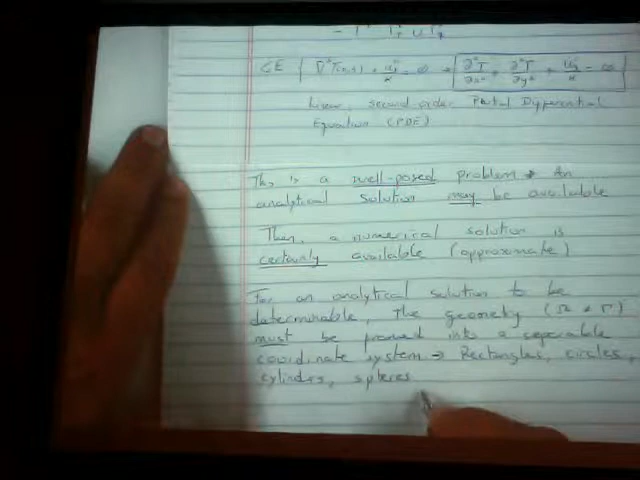 GE { ∇²T(x,y) + u̇/k = 0 → ∂²T/∂x² + ∂²T/∂y² + u̇/k = 0
Linear, second order Partial Differential
Equation (PDE)
This is a well-posed problem → An
analytical solution may be available
Then, a numerical solution is
certainly available (approximate)
For an analytical solution to be
determinable, the geometry (Ω & Γ)
must be framed into a seperable
coordinate system → Rectangles, circles,
cylinders, spheres